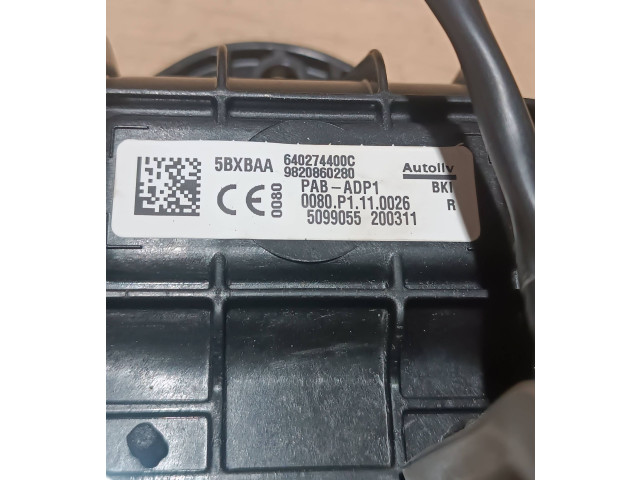 5BXBAA 640274400C Autoliv
9820860280
CE 0080 PAB-ADP1 BKI
0080.P1.11.0026 R
5099055 200311